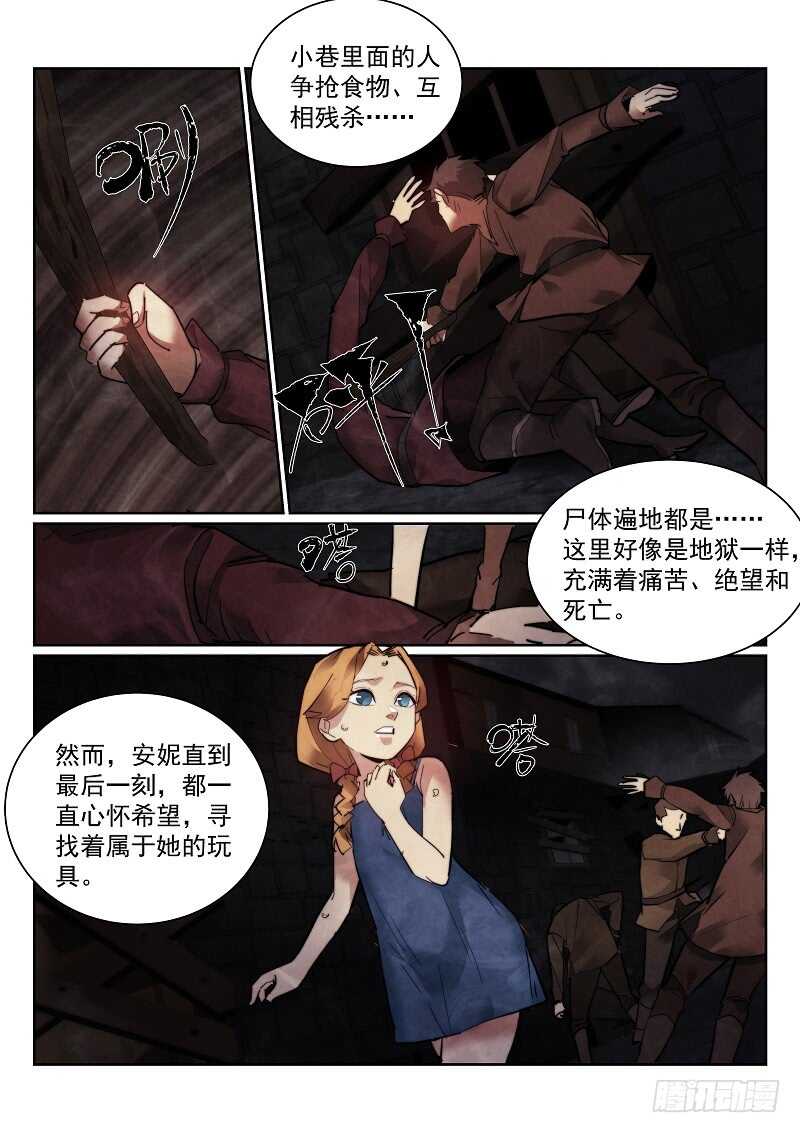 小巷里面的人
争抢食物、互
相残杀……
唰
尸体遍地都是……
这里好像是地狱一样，
充满着痛苦、绝望和
死亡。
嗒
然而，安妮直到
最后一刻，都一
直心怀希望，寻
找着属于她的玩
具。
嗒
腾讯动漫